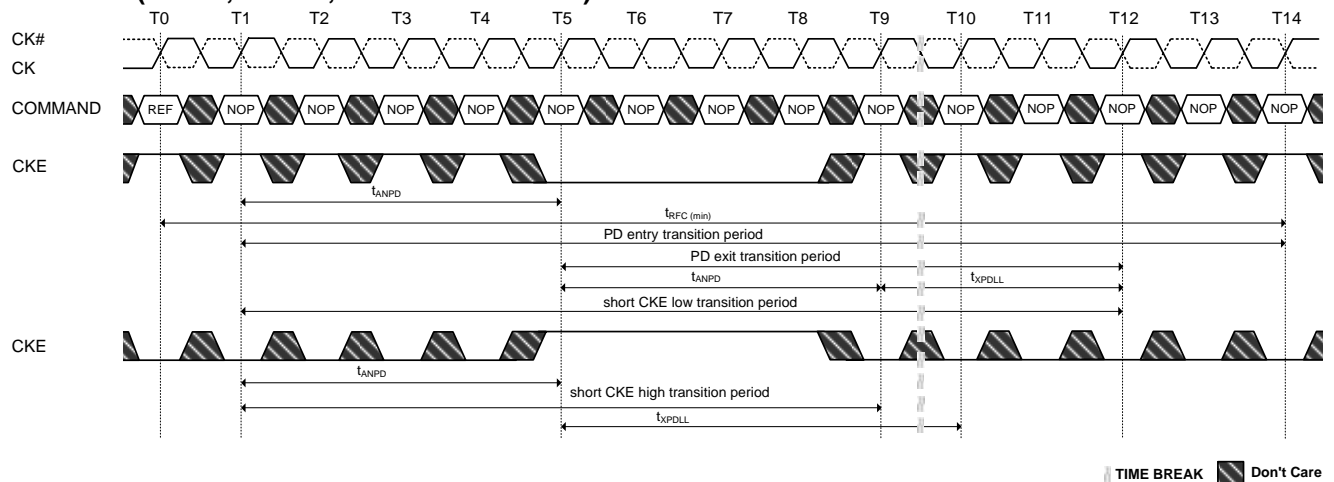 T0 T1 T2 T3 T4 T5 T6 T7 T8 T9 T10 T11 T12 T13 T14
CK#
CK
COMMAND REF NOP NOP NOP NOP NOP NOP NOP NOP NOP NOP NOP NOP NOP NOP
CKE
tANPD
tRFC (min)
PD entry transition period
PD exit transition period
tANPD tXPDLL
short CKE low transition period
CKE
tANPD
short CKE high transition period
tXPDLL
TIME BREAK Don't Care